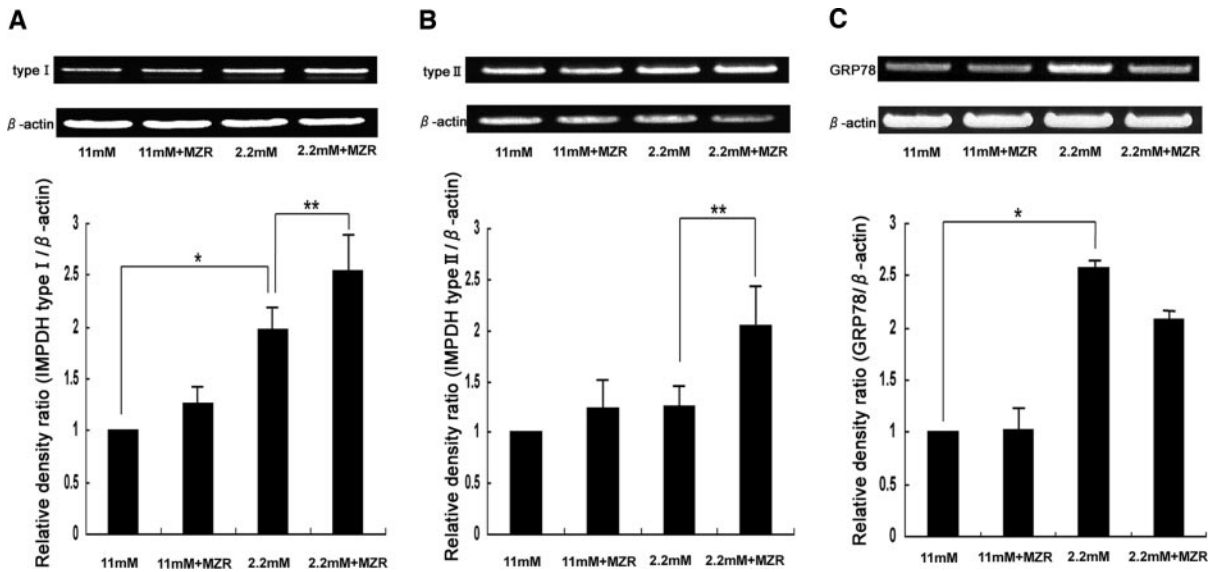 A
type I
β-actin
11mM 11mM+MZR 2.2mM 2.2mM+MZR
Relative density ratio (IMPDH type I / β-actin)
3
2.5
2
1.5
1
0.5
0
*
**
11mM 11mM+MZR 2.2mM 2.2mM+MZR
B
type II
β-actin
11mM 11mM+MZR 2.2mM 2.2mM+MZR
Relative density ratio (IMPDH type II / β-actin)
3
2.5
2
1.5
1
0.5
0
**
11mM 11mM+MZR 2.2mM 2.2mM+MZR
C
GRP78
β-actin
11mM 11mM+MZR 2.2mM 2.2mM+MZR
Relative density ratio (GRP78/β-actin)
3
2.5
2
1.5
1
0.5
0
*
11mM 11mM+MZR 2.2mM 2.2mM+MZR